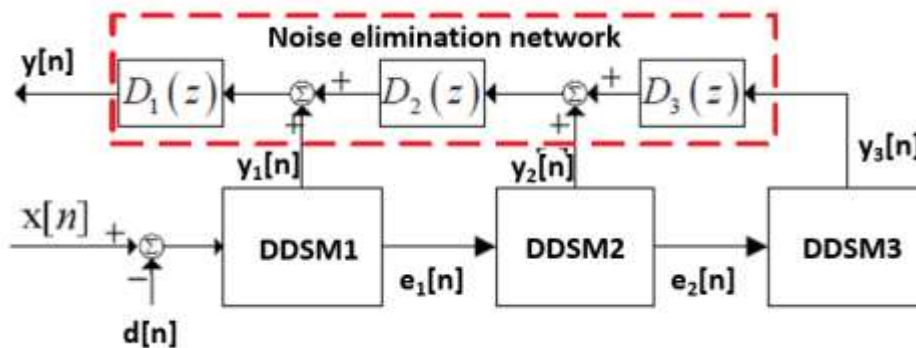 Noise elimination network
y[n]
D₁(z)
Σ
+
+
D₂(z)
Σ
+
+
D₃(z)
y₁[n]
y₂[n]
y₃[n]
x[n]
+
Σ
−
d[n]
DDSM1
e₁[n]
DDSM2
e₂[n]
DDSM3